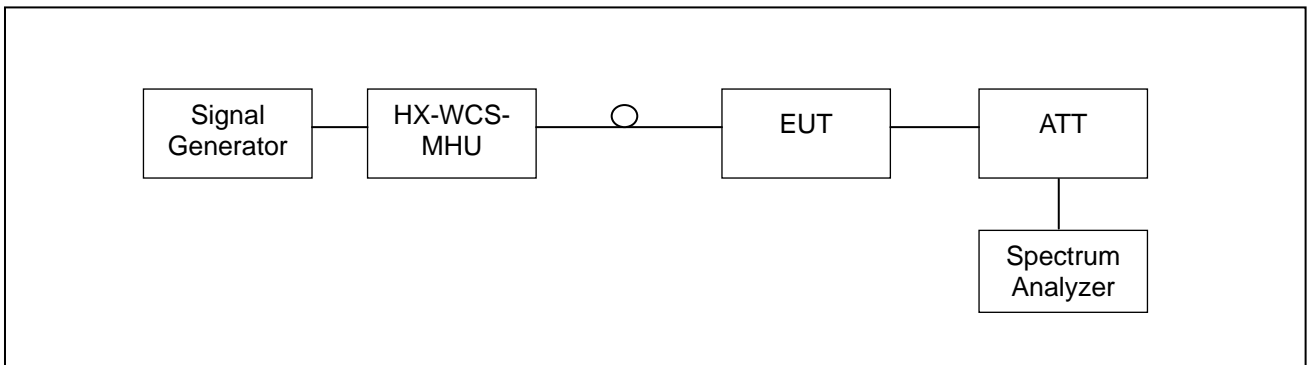 Signal
Generator
HX-WCS-
MHU
EUT
ATT
Spectrum
Analyzer